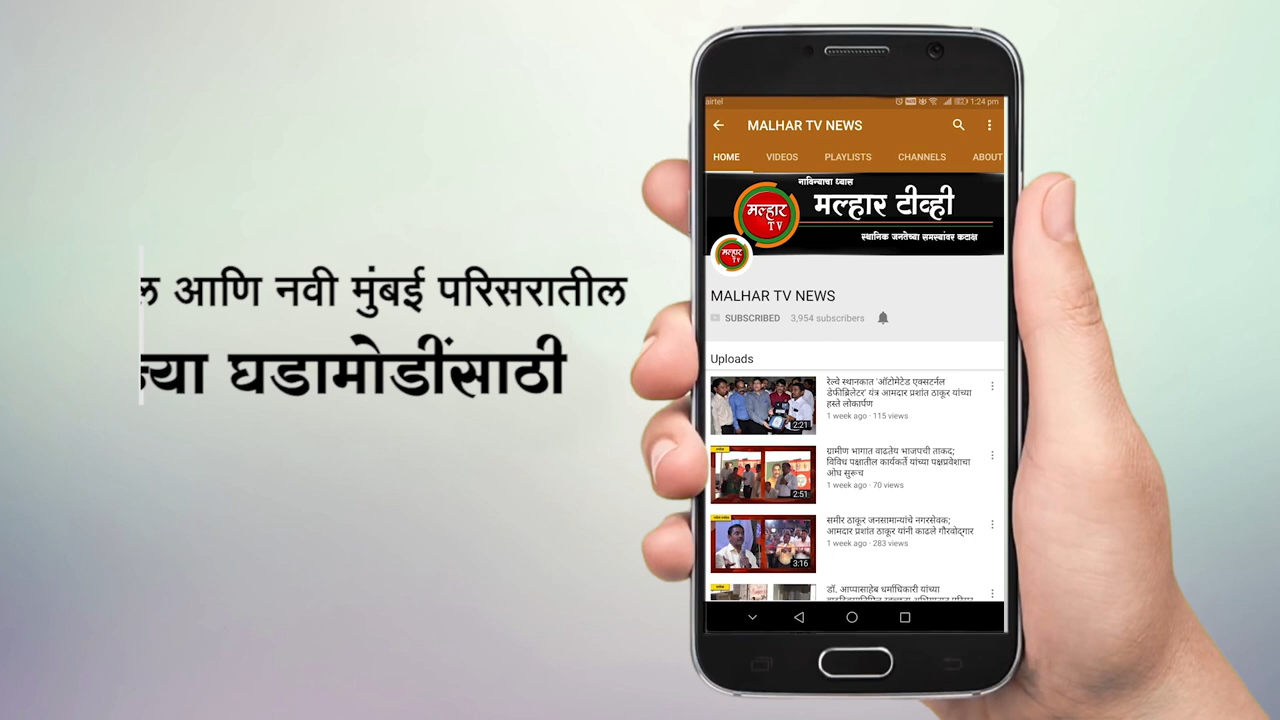 आणि नवी मुंबई परिसरातील
घडामोडींसाठी
airtel
1:24 pm
MALHAR TV NEWS
HOME VIDEOS PLAYLISTS CHANNELS ABOUT
नाविन्याचा ध्यास
मल्हार टीव्ही
मल्हार
TV
स्थानिक जनतेच्या समस्यांवर कटाक्ष
मल्हार
TV
MALHAR TV NEWS
SUBSCRIBED 3,954 subscribers
Uploads
रेल्वे स्थानकात 'ऑटोमेटेड एक्सटर्नल
डेफीब्रिलेटर' यंत्र आमदार प्रशांत ठाकूर यांच्या
हस्ते लोकार्पण
1 week ago · 115 views
2:21
ग्रामीण भागात वाढतेय भाजपची ताकद;
विविध पक्षातील कार्यकर्ते यांच्या पक्षप्रवेशाचा
ओघ सुरूच
1 week ago · 70 views
2:51
समीर ठाकूर जनसामान्यांचे नगरसेवक;
आमदार प्रशांत ठाकूर यांनी काढले गौरवोद्‌गार
1 week ago · 283 views
3:16
डॉ. आप्पासाहेब धर्माधिकारी यांच्या